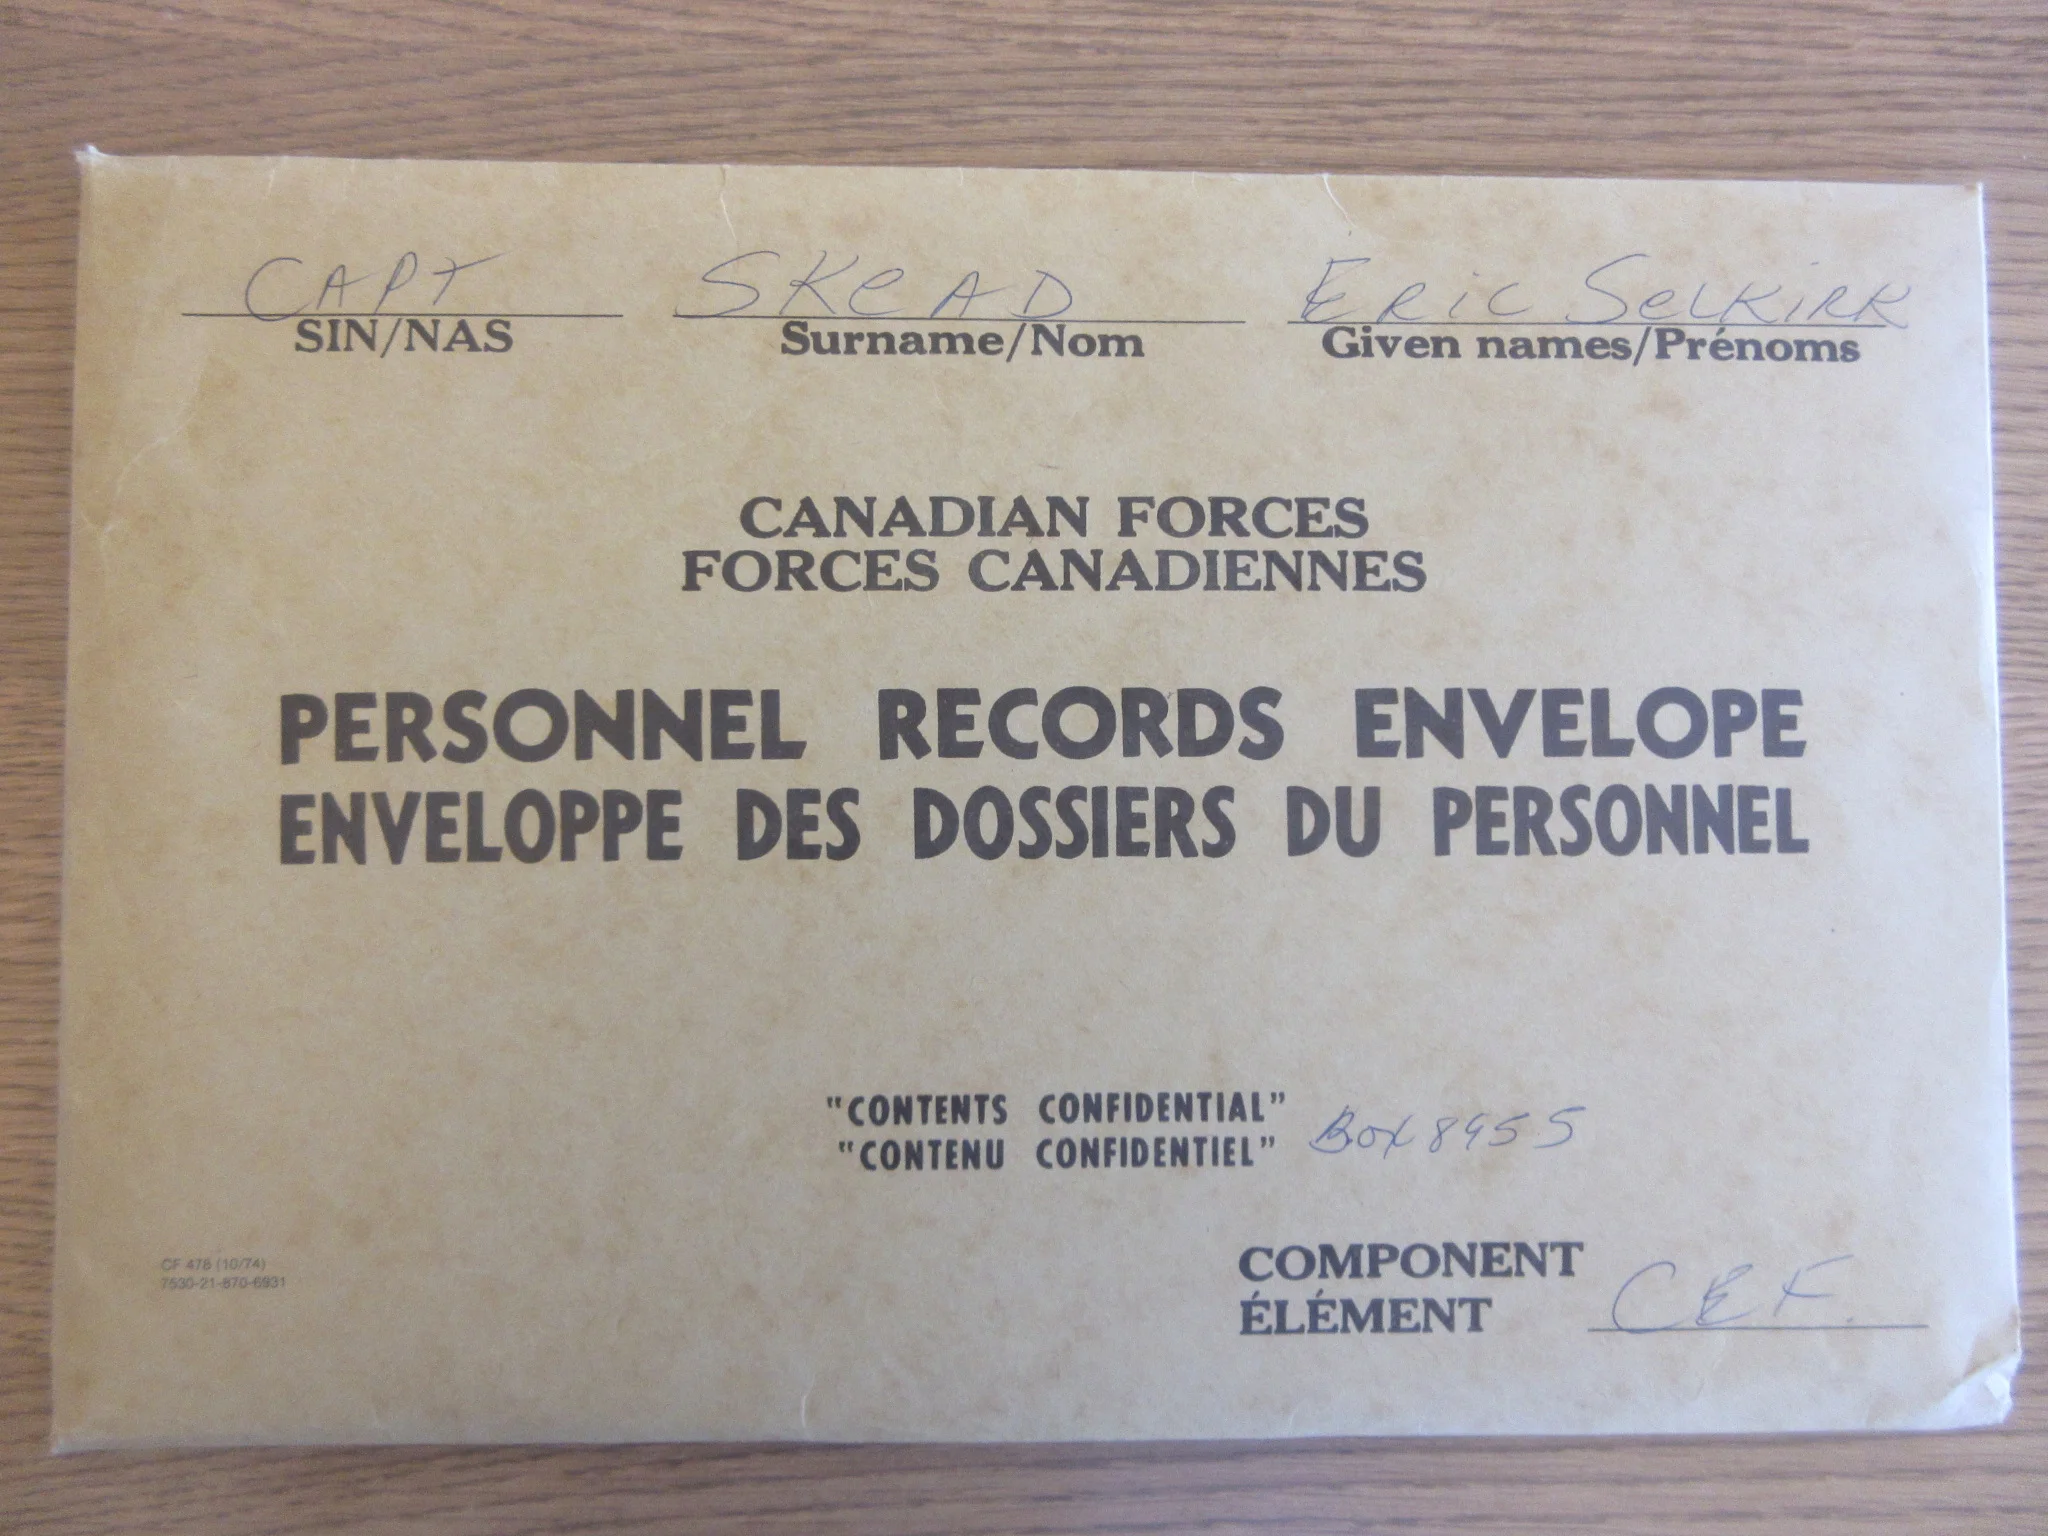 CAPT SKEAD ERIC SELKIRK
SIN/NAS Surname/Nom Given names/Prénoms
CANADIAN FORCES
FORCES CANADIENNES
PERSONNEL RECORDS ENVELOPE
ENVELOPPE DES DOSSIERS DU PERSONNEL
"CONTENTS CONFIDENTIAL"
"CONTENU CONFIDENTIEL" Box 8955
CF 478 (10/74)
7530-21-870-6931
COMPONENT
ÉLÉMENT CEF.